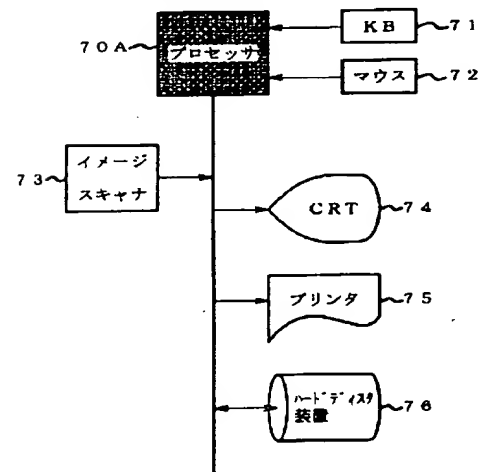 70A
プロセッサ
KB
71
マウス
72
73
イメージ
スキャナ
CRT
74
プリンタ
75
ハードディスク
装置
76